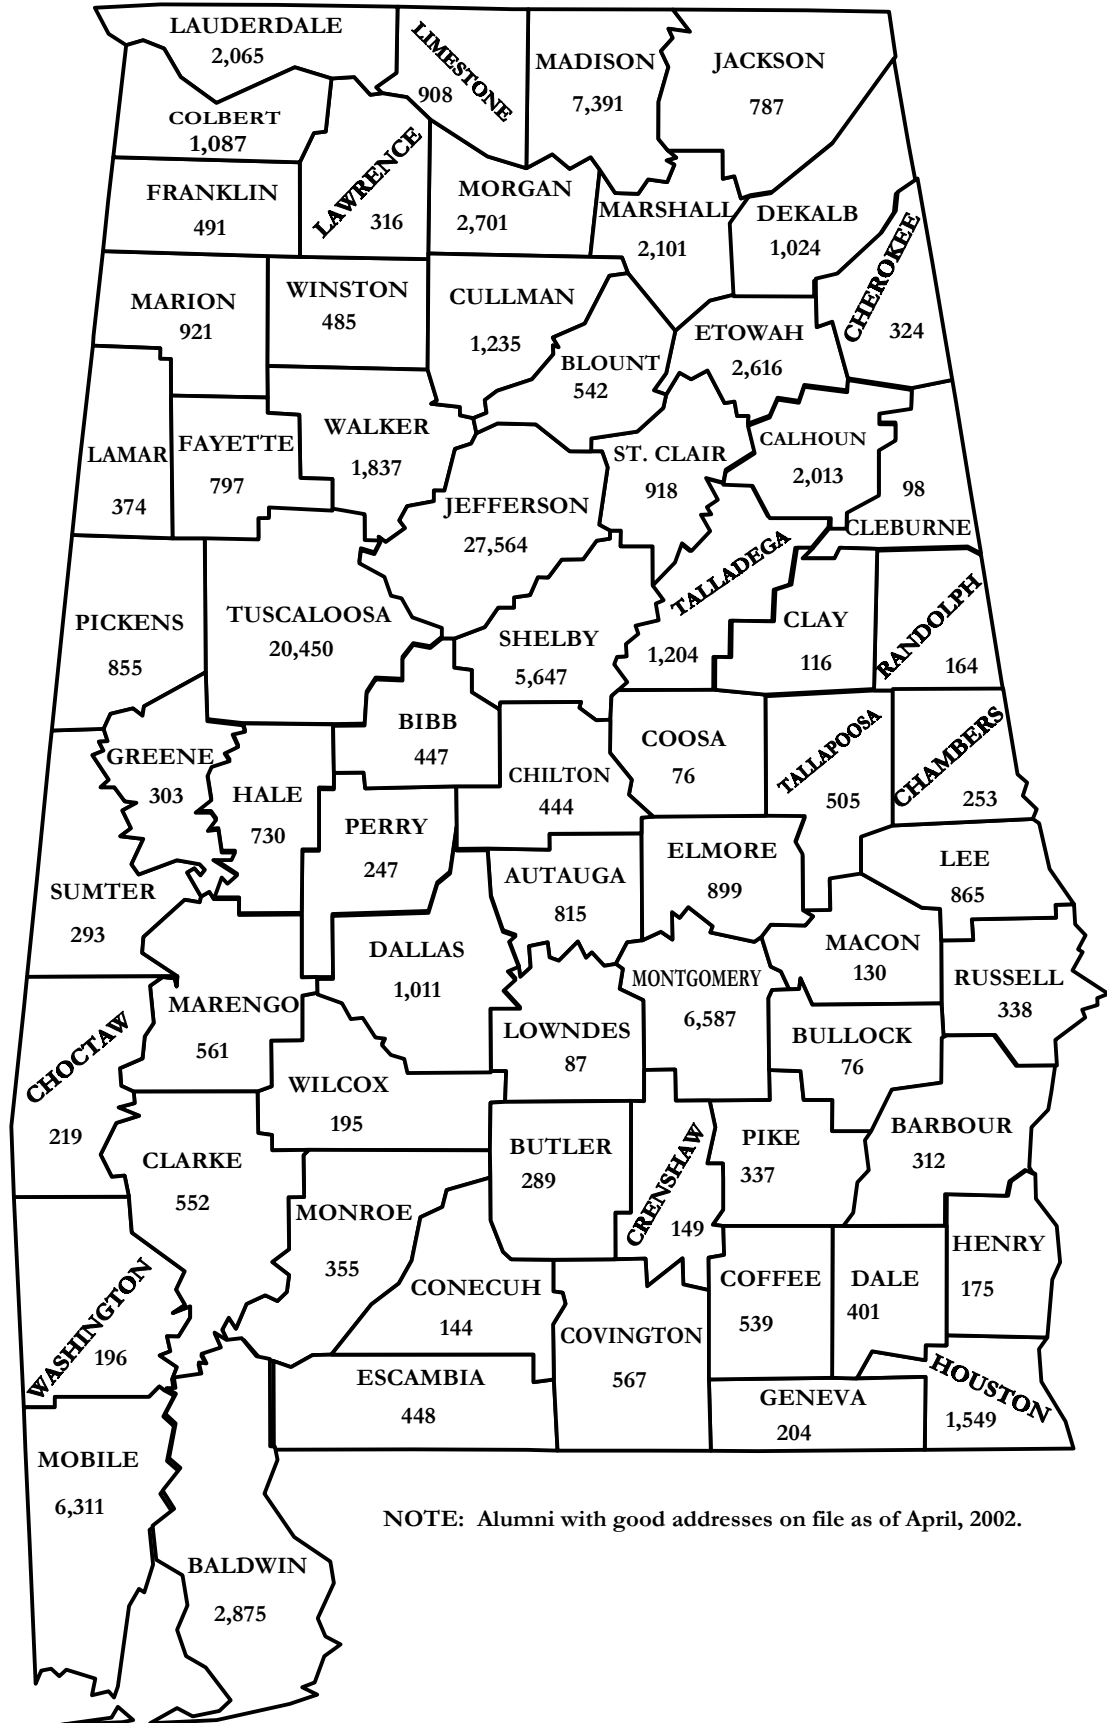 LAUDERDALE
2,065
LIMESTONE
908
MADISON
7,391
JACKSON
787
COLBERT
1,087
LAWRENCE
316
FRANKLIN
491
MORGAN
2,701
MARSHALL
2,101
DEKALB
1,024
CHEROKEE
324
MARION
921
WINSTON
485
CULLMAN
1,235
BLOUNT
542
ETOWAH
2,616
LAMAR
374
FAYETTE
797
WALKER
1,837
JEFFERSON
27,564
ST. CLAIR
918
CALHOUN
2,013
98
CLEBURNE
PICKENS
855
TUSCALOOSA
20,450
SHELBY
5,647
TALLADEGA
1,204
CLAY
116
RANDOLPH
164
GREENE
303
HALE
730
BIBB
447
CHILTON
444
COOSA
76
TALLAPOOSA
505
CHAMBERS
253
PERRY
247
AUTAUGA
815
ELMORE
899
LEE
865
SUMTER
293
DALLAS
1,011
MACON
130
RUSSELL
338
MARENGO
561
LOWNDES
87
MONTGOMERY
6,587
BULLOCK
76
CHOCTAW
219
WILCOX
195
CLARKE
552
BUTLER
289
CRENSHAW
149
PIKE
337
BARBOUR
312
MONROE
355
CONECUH
144
COFFEE
539
DALE
401
HENRY
175
WASHINGTON
196
COVINGTON
567
ESCAMBIA
448
GENEVA
204
HOUSTON
1,549
MOBILE
6,311
BALDWIN
2,875
NOTE: Alumni with good addresses on file as of April, 2002.